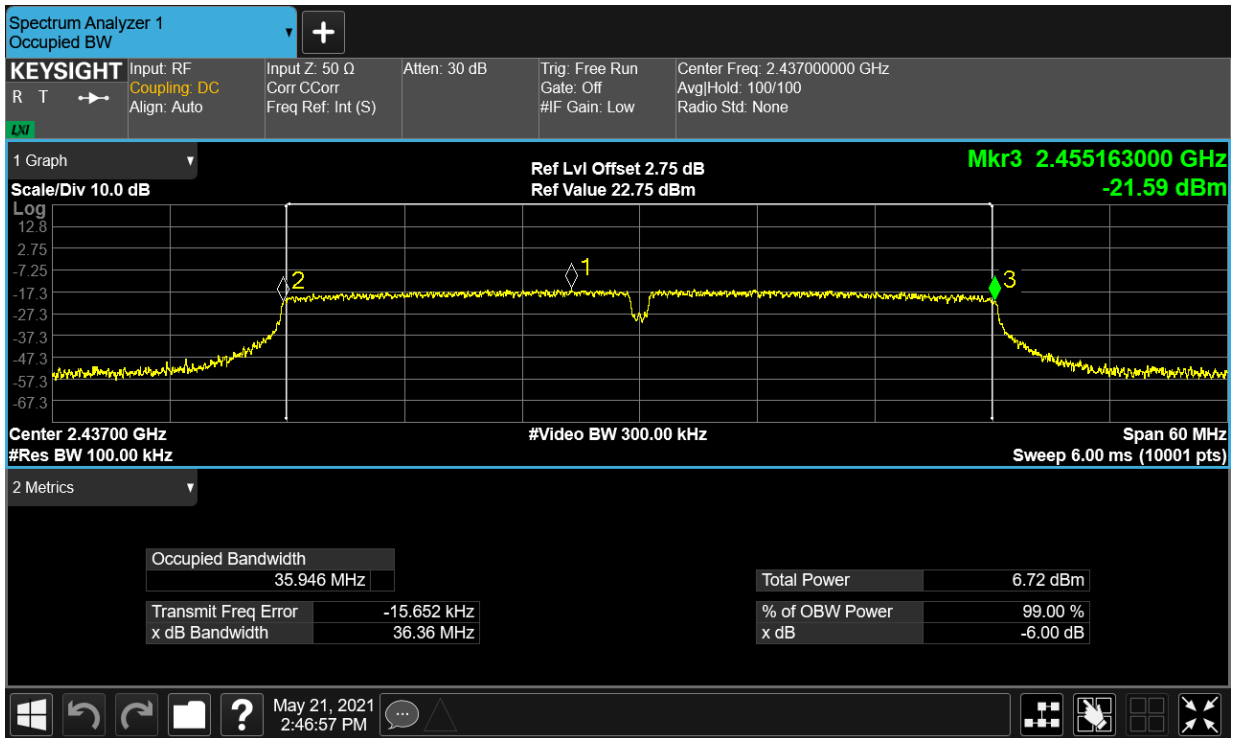 Spectrum Analyzer 1
Occupied BW
KEYSIGHT
R T
LXI
Input: RF
Coupling: DC
Align: Auto
Input Z: 50 Ω
Corr CCorr
Freq Ref: Int (S)
Atten: 30 dB
Trig: Free Run
Gate: Off
#IF Gain: Low
Center Freq: 2.437000000 GHz
Avg|Hold: 100/100
Radio Std: None
1 Graph
Ref Lvl Offset 2.75 dB
Mkr3 2.455163000 GHz
Scale/Div 10.0 dB
Ref Value 22.75 dBm
-21.59 dBm
Log
12.8
2.75
-7.25
-17.3
-27.3
-37.3
-47.3
-57.3
-67.3
2
1
3
Center 2.43700 GHz
#Video BW 300.00 kHz
Span 60 MHz
#Res BW 100.00 kHz
Sweep 6.00 ms (10001 pts)
2 Metrics
Occupied Bandwidth
35.946 MHz
Transmit Freq Error -15.652 kHz
x dB Bandwidth 36.36 MHz
Total Power 6.72 dBm
% of OBW Power 99.00 %
x dB -6.00 dB
?
May 21, 2021
2:46:57 PM